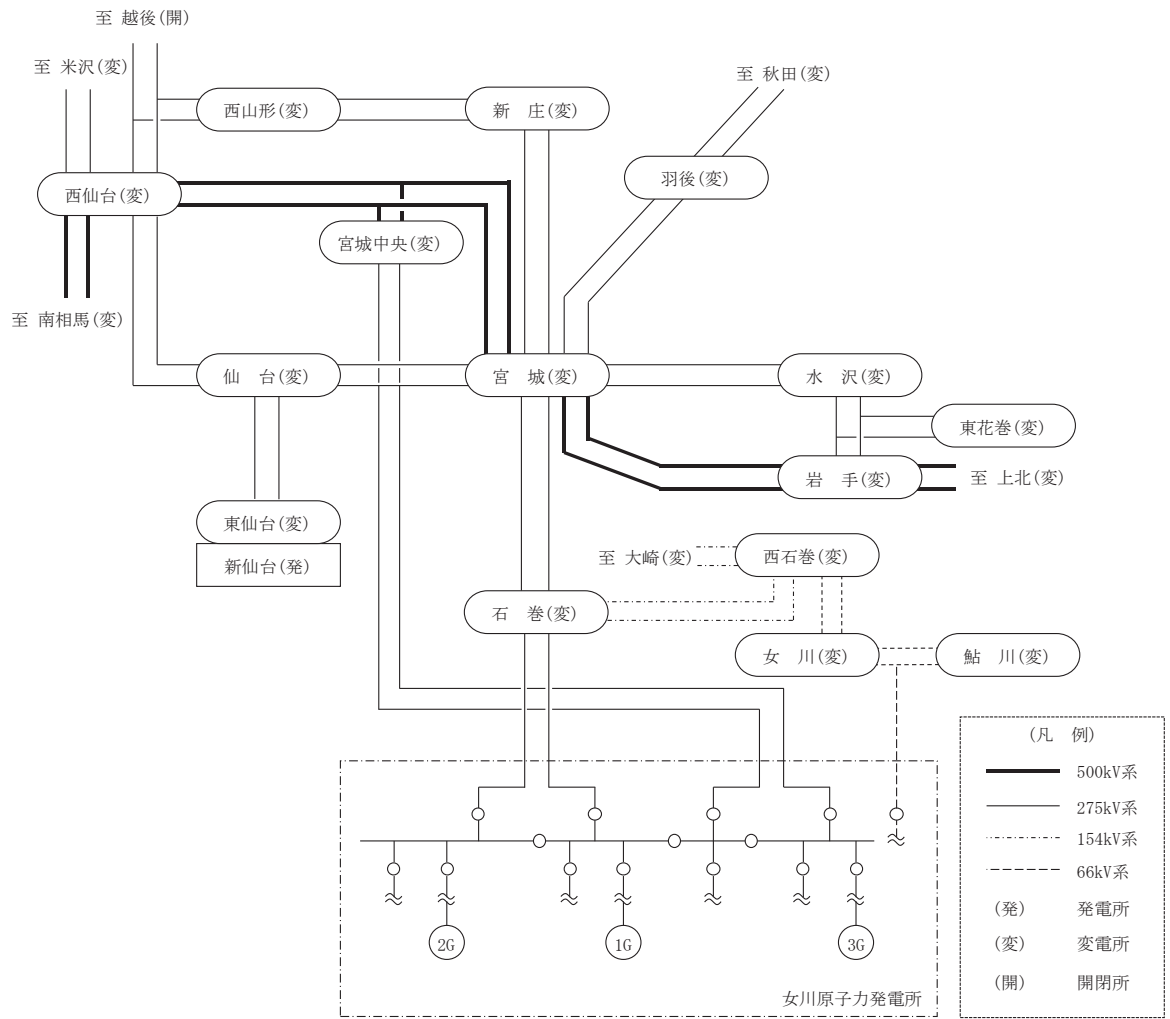 至 越後(開)
至 米沢(変)
至 秋田(変)
西山形(変)
新 庄(変)
羽後(変)
西仙台(変)
宮城中央(変)
至 南相馬(変)
仙 台(変)
宮 城(変)
水 沢(変)
東花巻(変)
岩 手(変)
至 上北(変)
東仙台(変)
新仙台(発)
至 大崎(変)
西石巻(変)
石 巻(変)
女 川(変)
鮎 川(変)
(凡 例)
500kV系
275kV系
154kV系
66kV系
(発) 発電所
(変) 変電所
(開) 開閉所
2G
1G
3G
女川原子力発電所